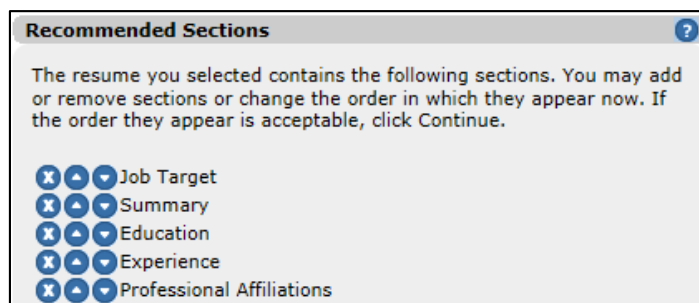 Recommended Sections ?
The resume you selected contains the following sections. You may add
or remove sections or change the order in which they appear now. If
the order they appear is acceptable, click Continue.
X Job Target
X Summary
X Education
X Experience
X Professional Affiliations